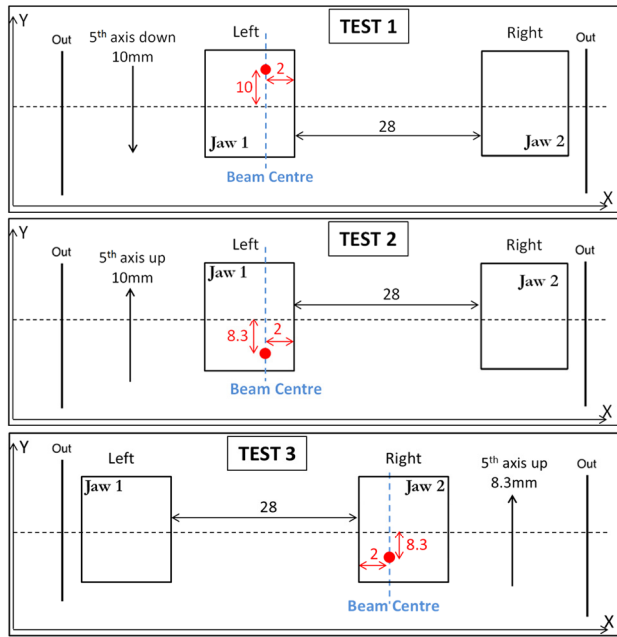 Y
TEST 1
Out
5th axis down
10mm
Left
Right
Out
2
10
28
Jaw 1
Jaw 2
Beam Centre
X
Y
TEST 2
Out
5th axis up
10mm
Left
Right
Out
Jaw 1
Jaw 2
28
8.3
2
Beam Centre
X
Y
TEST 3
Out
Left
Right
5th axis up
8.3mm
Out
Jaw 1
Jaw 2
28
2
8.3
Beam Centre
X